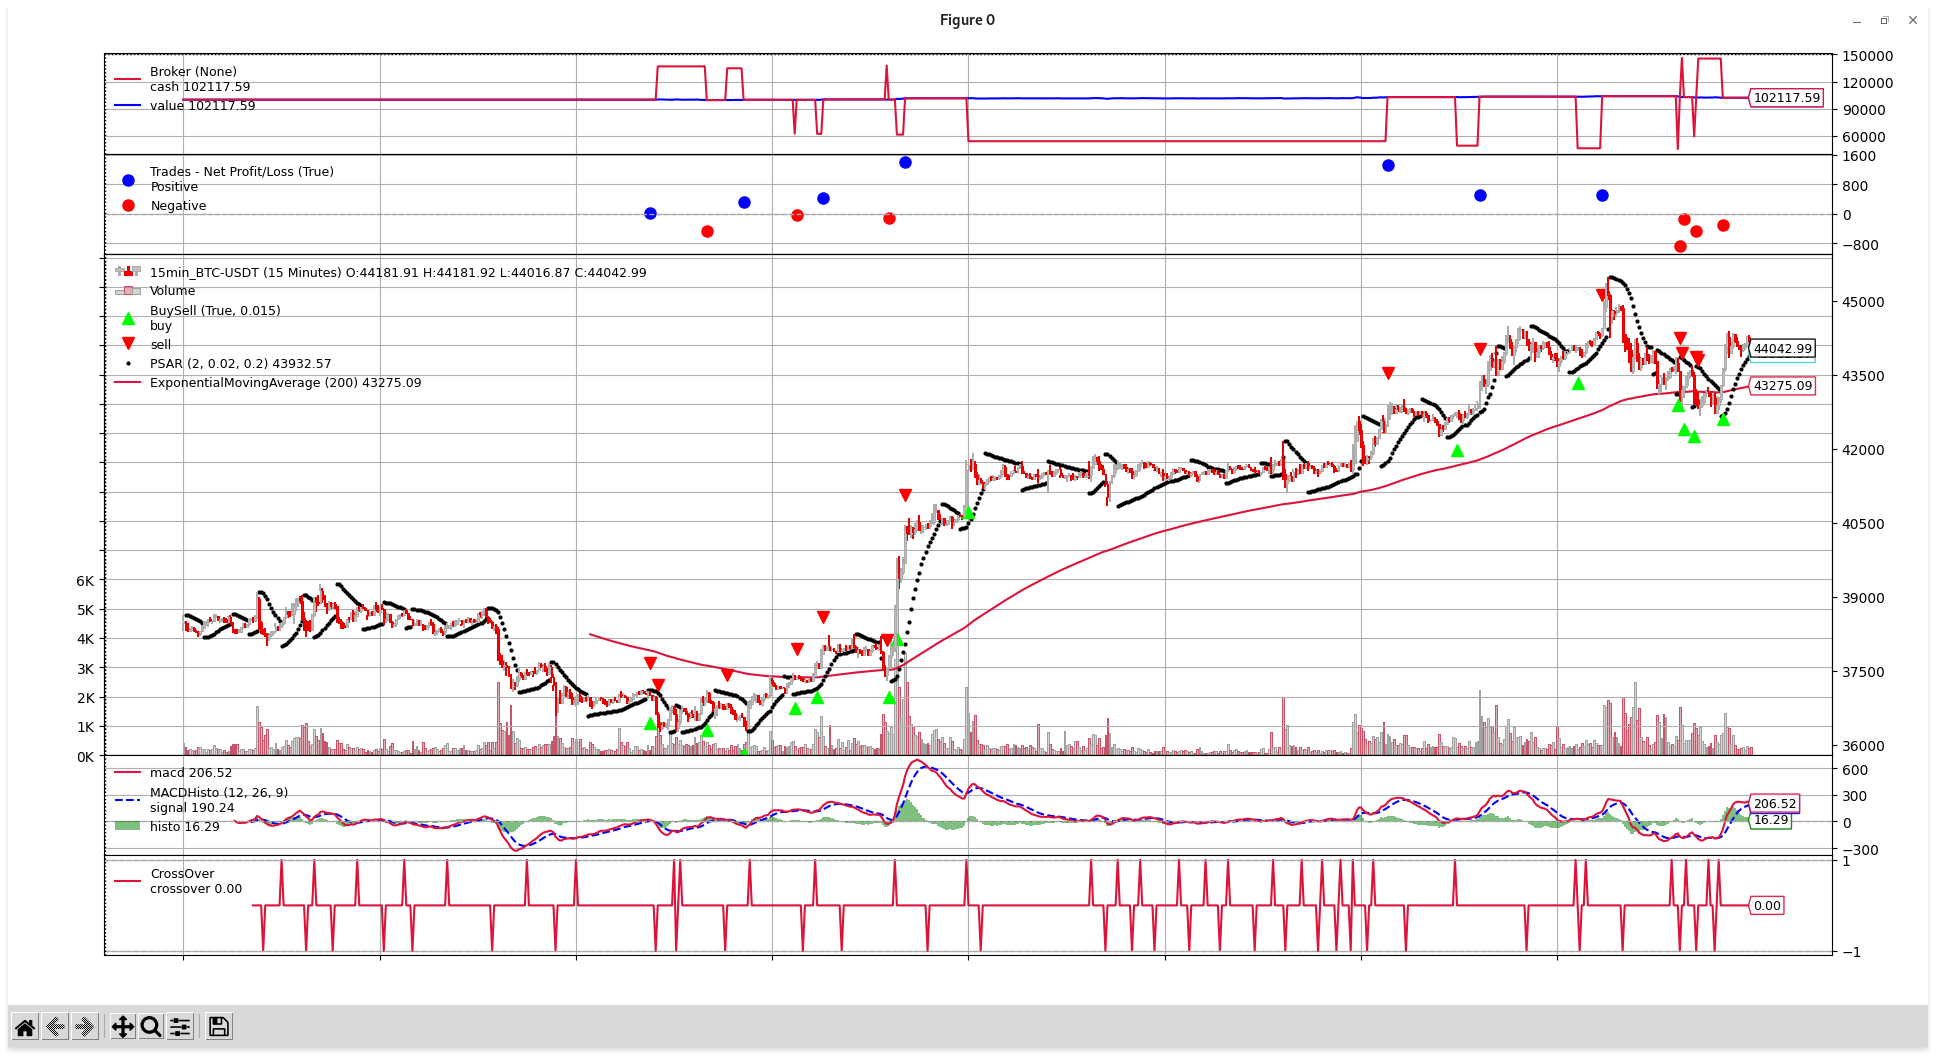 Figure 0
Broker (None)
cash 102117.59
value 102117.59
150000
120000
90000
60000
102117.59
Trades - Net Profit/Loss (True)
Positive
Negative
1600
800
0
−800
15min_BTC-USDT (15 Minutes) O:44181.91 H:44181.92 L:44016.87 C:44042.99
Volume
BuySell (True, 0.015)
buy
sell
PSAR (2, 0.02, 0.2) 43932.57
ExponentialMovingAverage (200) 43275.09
6K
5K
4K
3K
2K
1K
0K
45000
43500
42000
40500
39000
37500
36000
44042.99
43275.09
macd 206.52
MACDHisto (12, 26, 9)
signal 190.24
histo 16.29
600
300
0
−300
206.52
16.29
CrossOver
crossover 0.00
1
−1
0.00